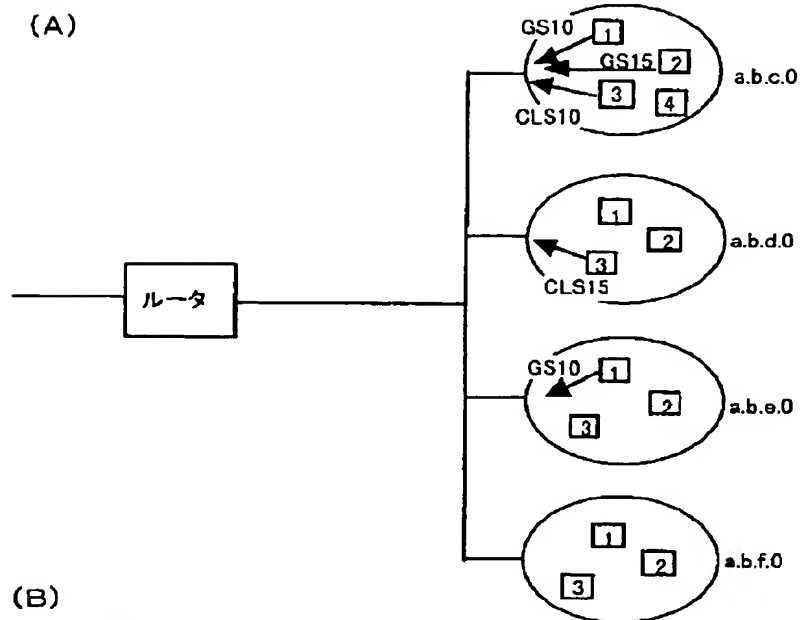 (A)
GS10
1
GS15
2
3
4
CLS10
a.b.c.0
1
2
3
CLS15
a.b.d.0
ルータ
GS10
1
2
3
a.b.e.0
1
2
3
a.b.f.0
(B)